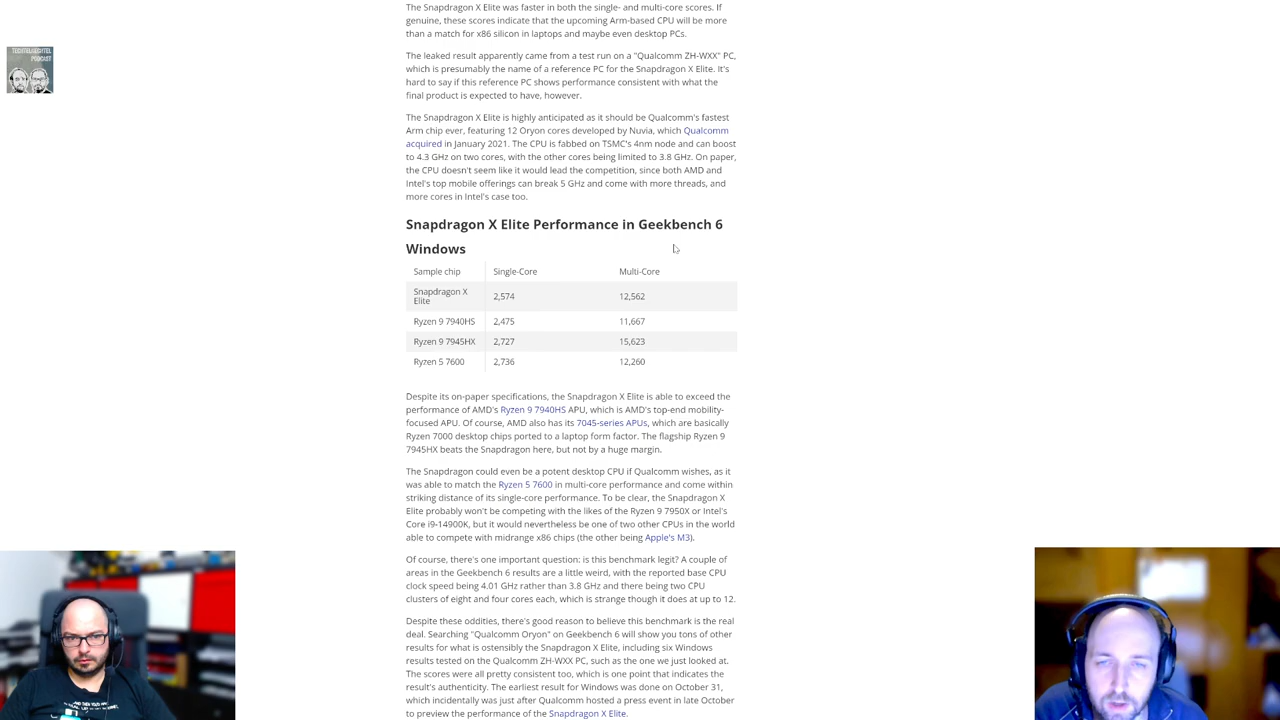 The Snapdragon X Elite was faster in both the single- and multi-core scores. If
genuine, these scores indicate that the upcoming Arm-based CPU will be more
than a match for x86 silicon in laptops and maybe even desktop PCs.
The leaked result apparently came from a test run on a "Qualcomm ZH-WXX" PC,
which is presumably the name of a reference PC for the Snapdragon X Elite. It's
hard to say if this reference PC shows performance consistent with what the
final product is expected to have, however.
The Snapdragon X Elite is highly anticipated as it should be Qualcomm's fastest
Arm chip ever, featuring 12 Oryon cores developed by Nuvia, which Qualcomm
acquired in January 2021. The CPU is fabbed on TSMC's 4nm node and can boost
to 4.3 GHz on two cores, with the other cores being limited to 3.8 GHz. On paper,
the CPU doesn't seem like it would lead the competition, since both AMD and
Intel's top mobile offerings can break 5 GHz and come with more threads, and
more cores in Intel's case too.
Snapdragon X Elite Performance in Geekbench 6
Windows
Sample chip Single-Core Multi-Core
Snapdragon X
Elite 2,574 12,562
Ryzen 9 7940HS 2,475 11,667
Ryzen 9 7945HX 2,727 15,623
Ryzen 5 7600 2,736 12,260
Despite its on-paper specifications, the Snapdragon X Elite is able to exceed the
performance of AMD's Ryzen 9 7940HS APU, which is AMD's top-end mobility-
focused APU. Of course, AMD also has its 7045-series APUs, which are basically
Ryzen 7000 desktop chips ported to a laptop form factor. The flagship Ryzen 9
7945HX beats the Snapdragon here, but not by a huge margin.
The Snapdragon could even be a potent desktop CPU if Qualcomm wishes, as it
was able to match the Ryzen 5 7600 in multi-core performance and come within
striking distance of its single-core performance. To be clear, the Snapdragon X
Elite probably won't be competing with the likes of the Ryzen 9 7950X or Intel's
Core i9-14900K, but it would nevertheless be one of two other CPUs in the world
able to compete with midrange x86 chips (the other being Apple's M3).
Of course, there's one important question: is this benchmark legit? A couple of
areas in the Geekbench 6 results are a little weird, with the reported base CPU
clock speed being 4.01 GHz rather than 3.8 GHz and there being two CPU
clusters of eight and four cores each, which is strange though it does at up to 12.
Despite these oddities, there's good reason to believe this benchmark is the real
deal. Searching "Qualcomm Oryon" on Geekbench 6 will show you tons of other
results for what is ostensibly the Snapdragon X Elite, including six Windows
results tested on the Qualcomm ZH-WXX PC, such as the one we just looked at.
The scores were all pretty consistent too, which is one point that indicates the
result's authenticity. The earliest result for Windows was done on October 31,
which incidentally was just after Qualcomm hosted a press event in late October
to preview the performance of the Snapdragon X Elite.
PODCAST